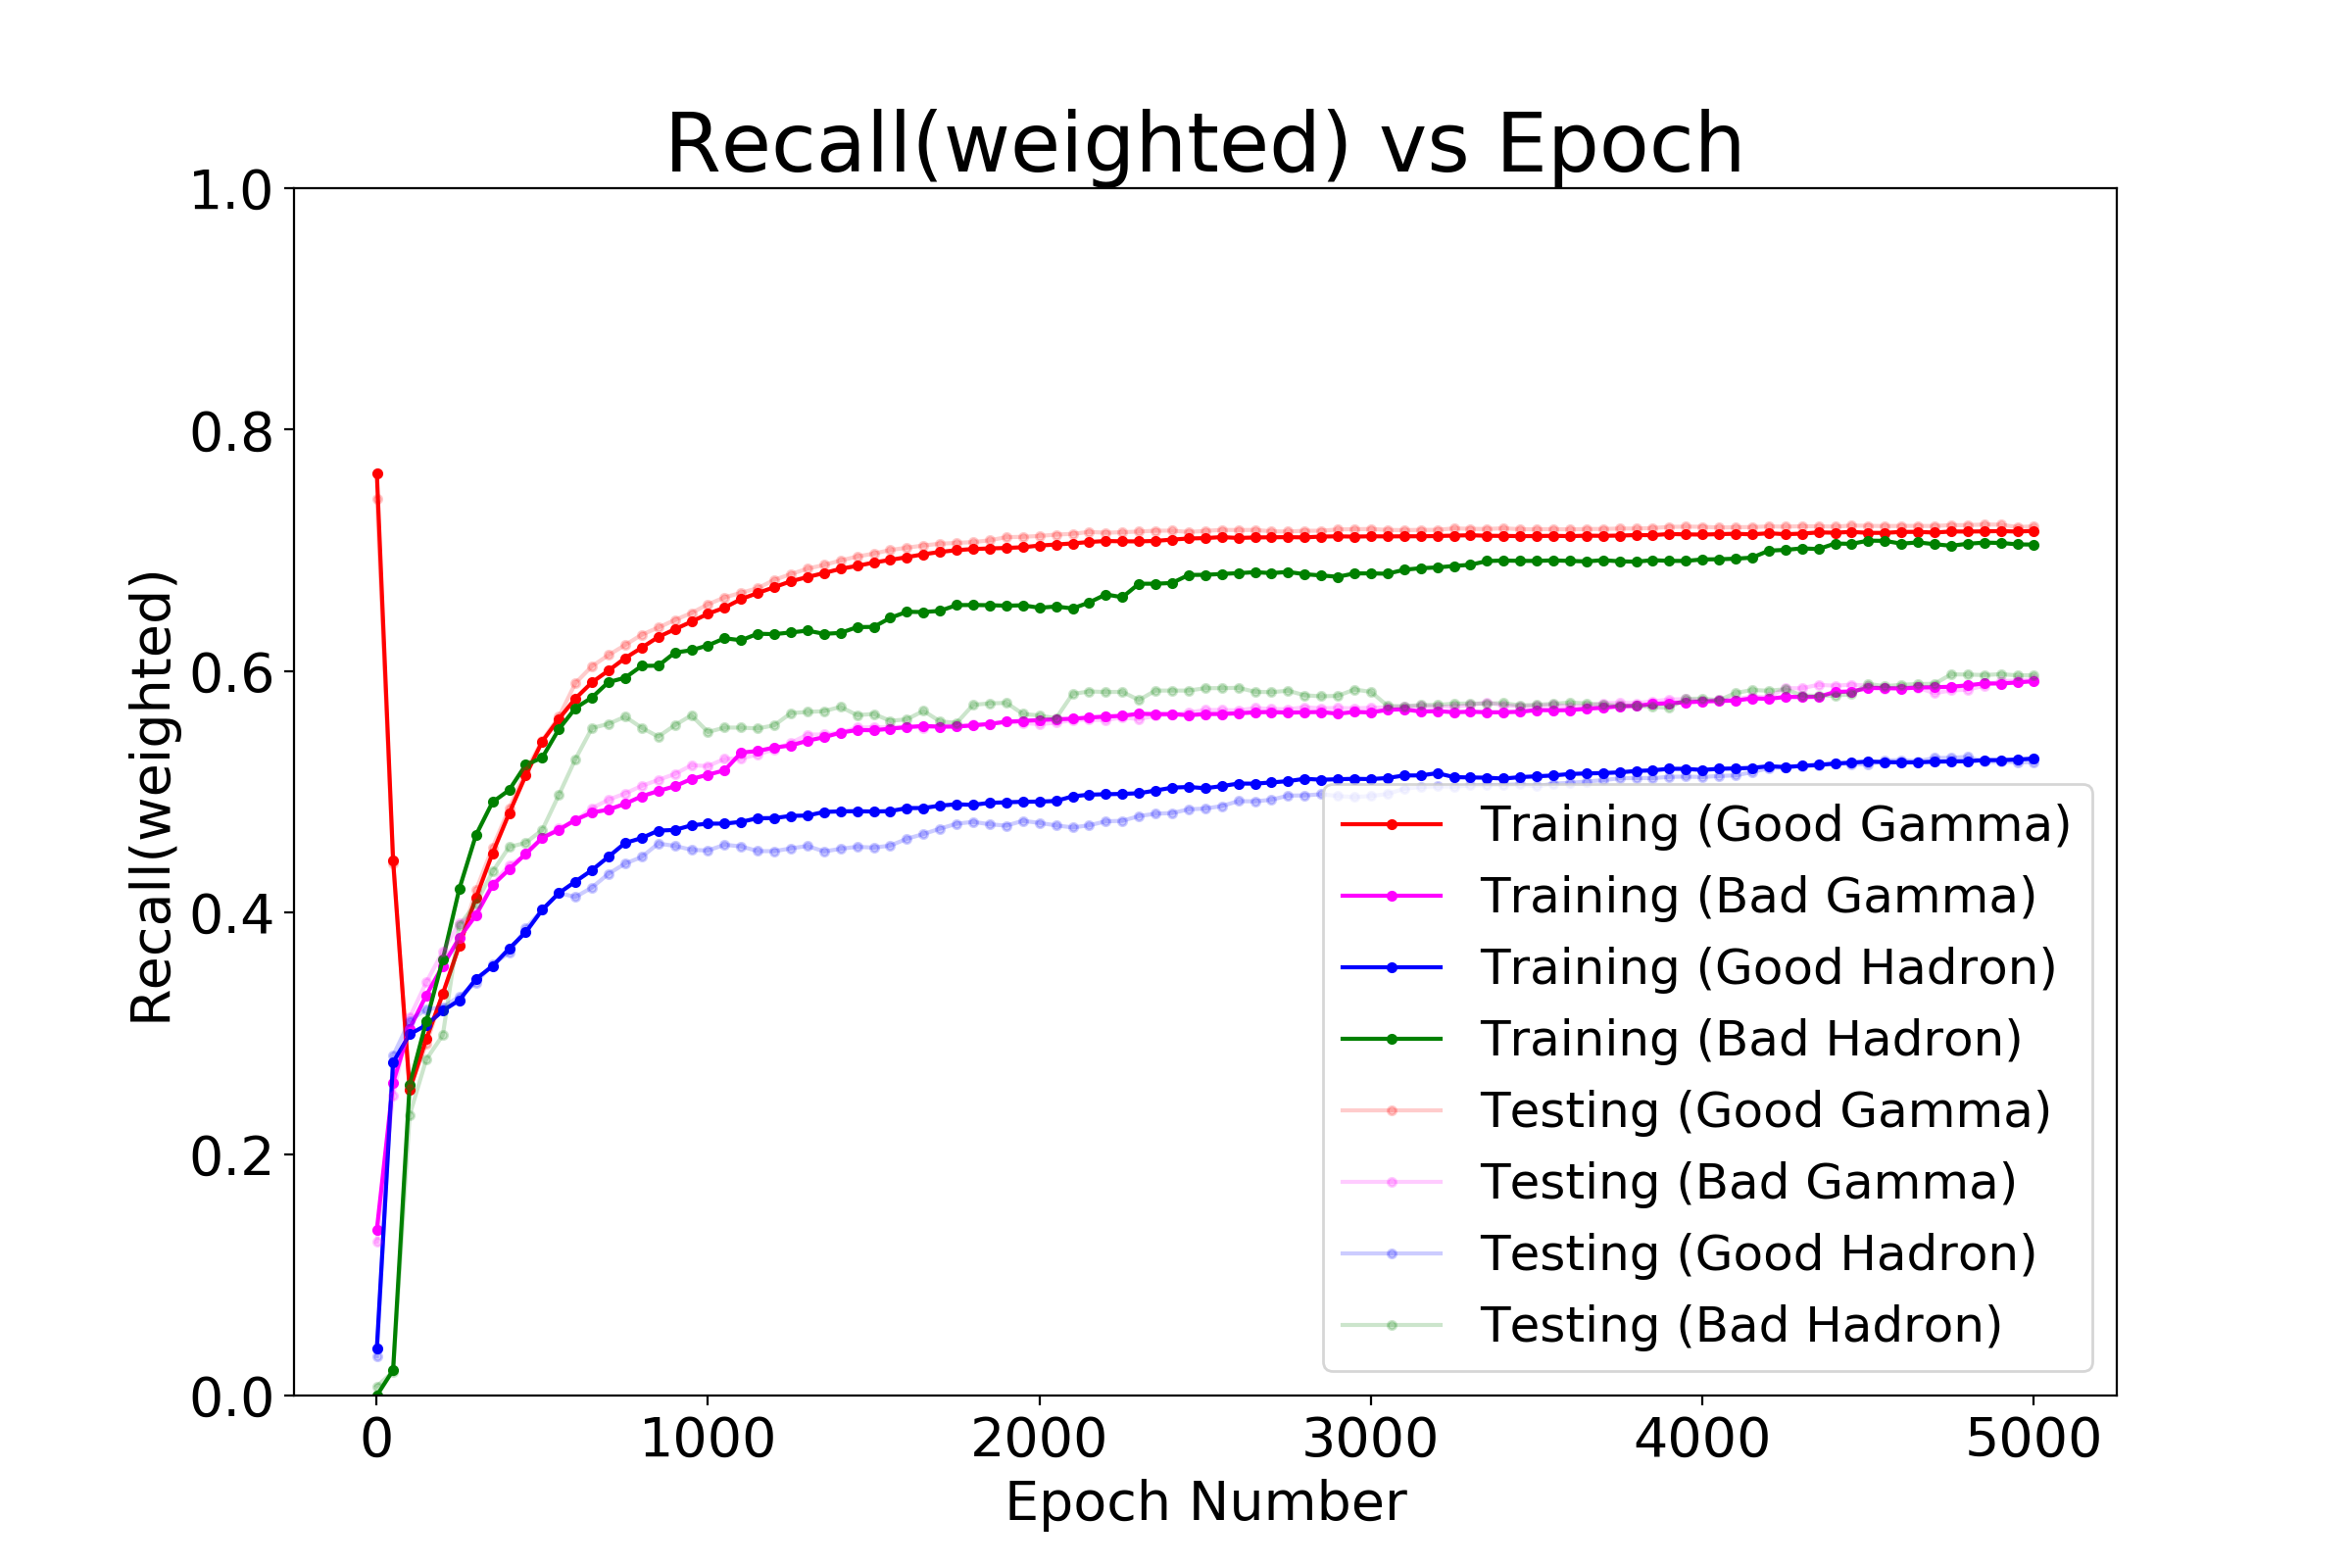 Recall(weighted) vs Epoch
Recall(weighted)
1.0
0.8
0.6
0.4
0.2
0.0
0 1000 2000 3000 4000 5000
Epoch Number
Training (Good Gamma)
Training (Bad Gamma)
Training (Good Hadron)
Training (Bad Hadron)
Testing (Good Gamma)
Testing (Bad Gamma)
Testing (Good Hadron)
Testing (Bad Hadron)